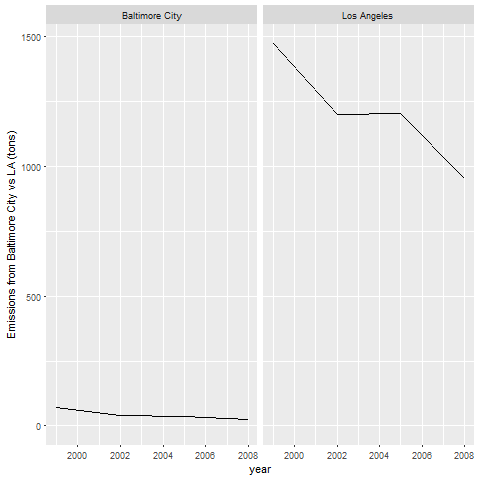 Baltimore City
Los Angeles
Emissions from Baltimore City vs LA (tons)
1500
1000
500
0
2000 2002 2004 2006 2008
2000 2002 2004 2006 2008
year